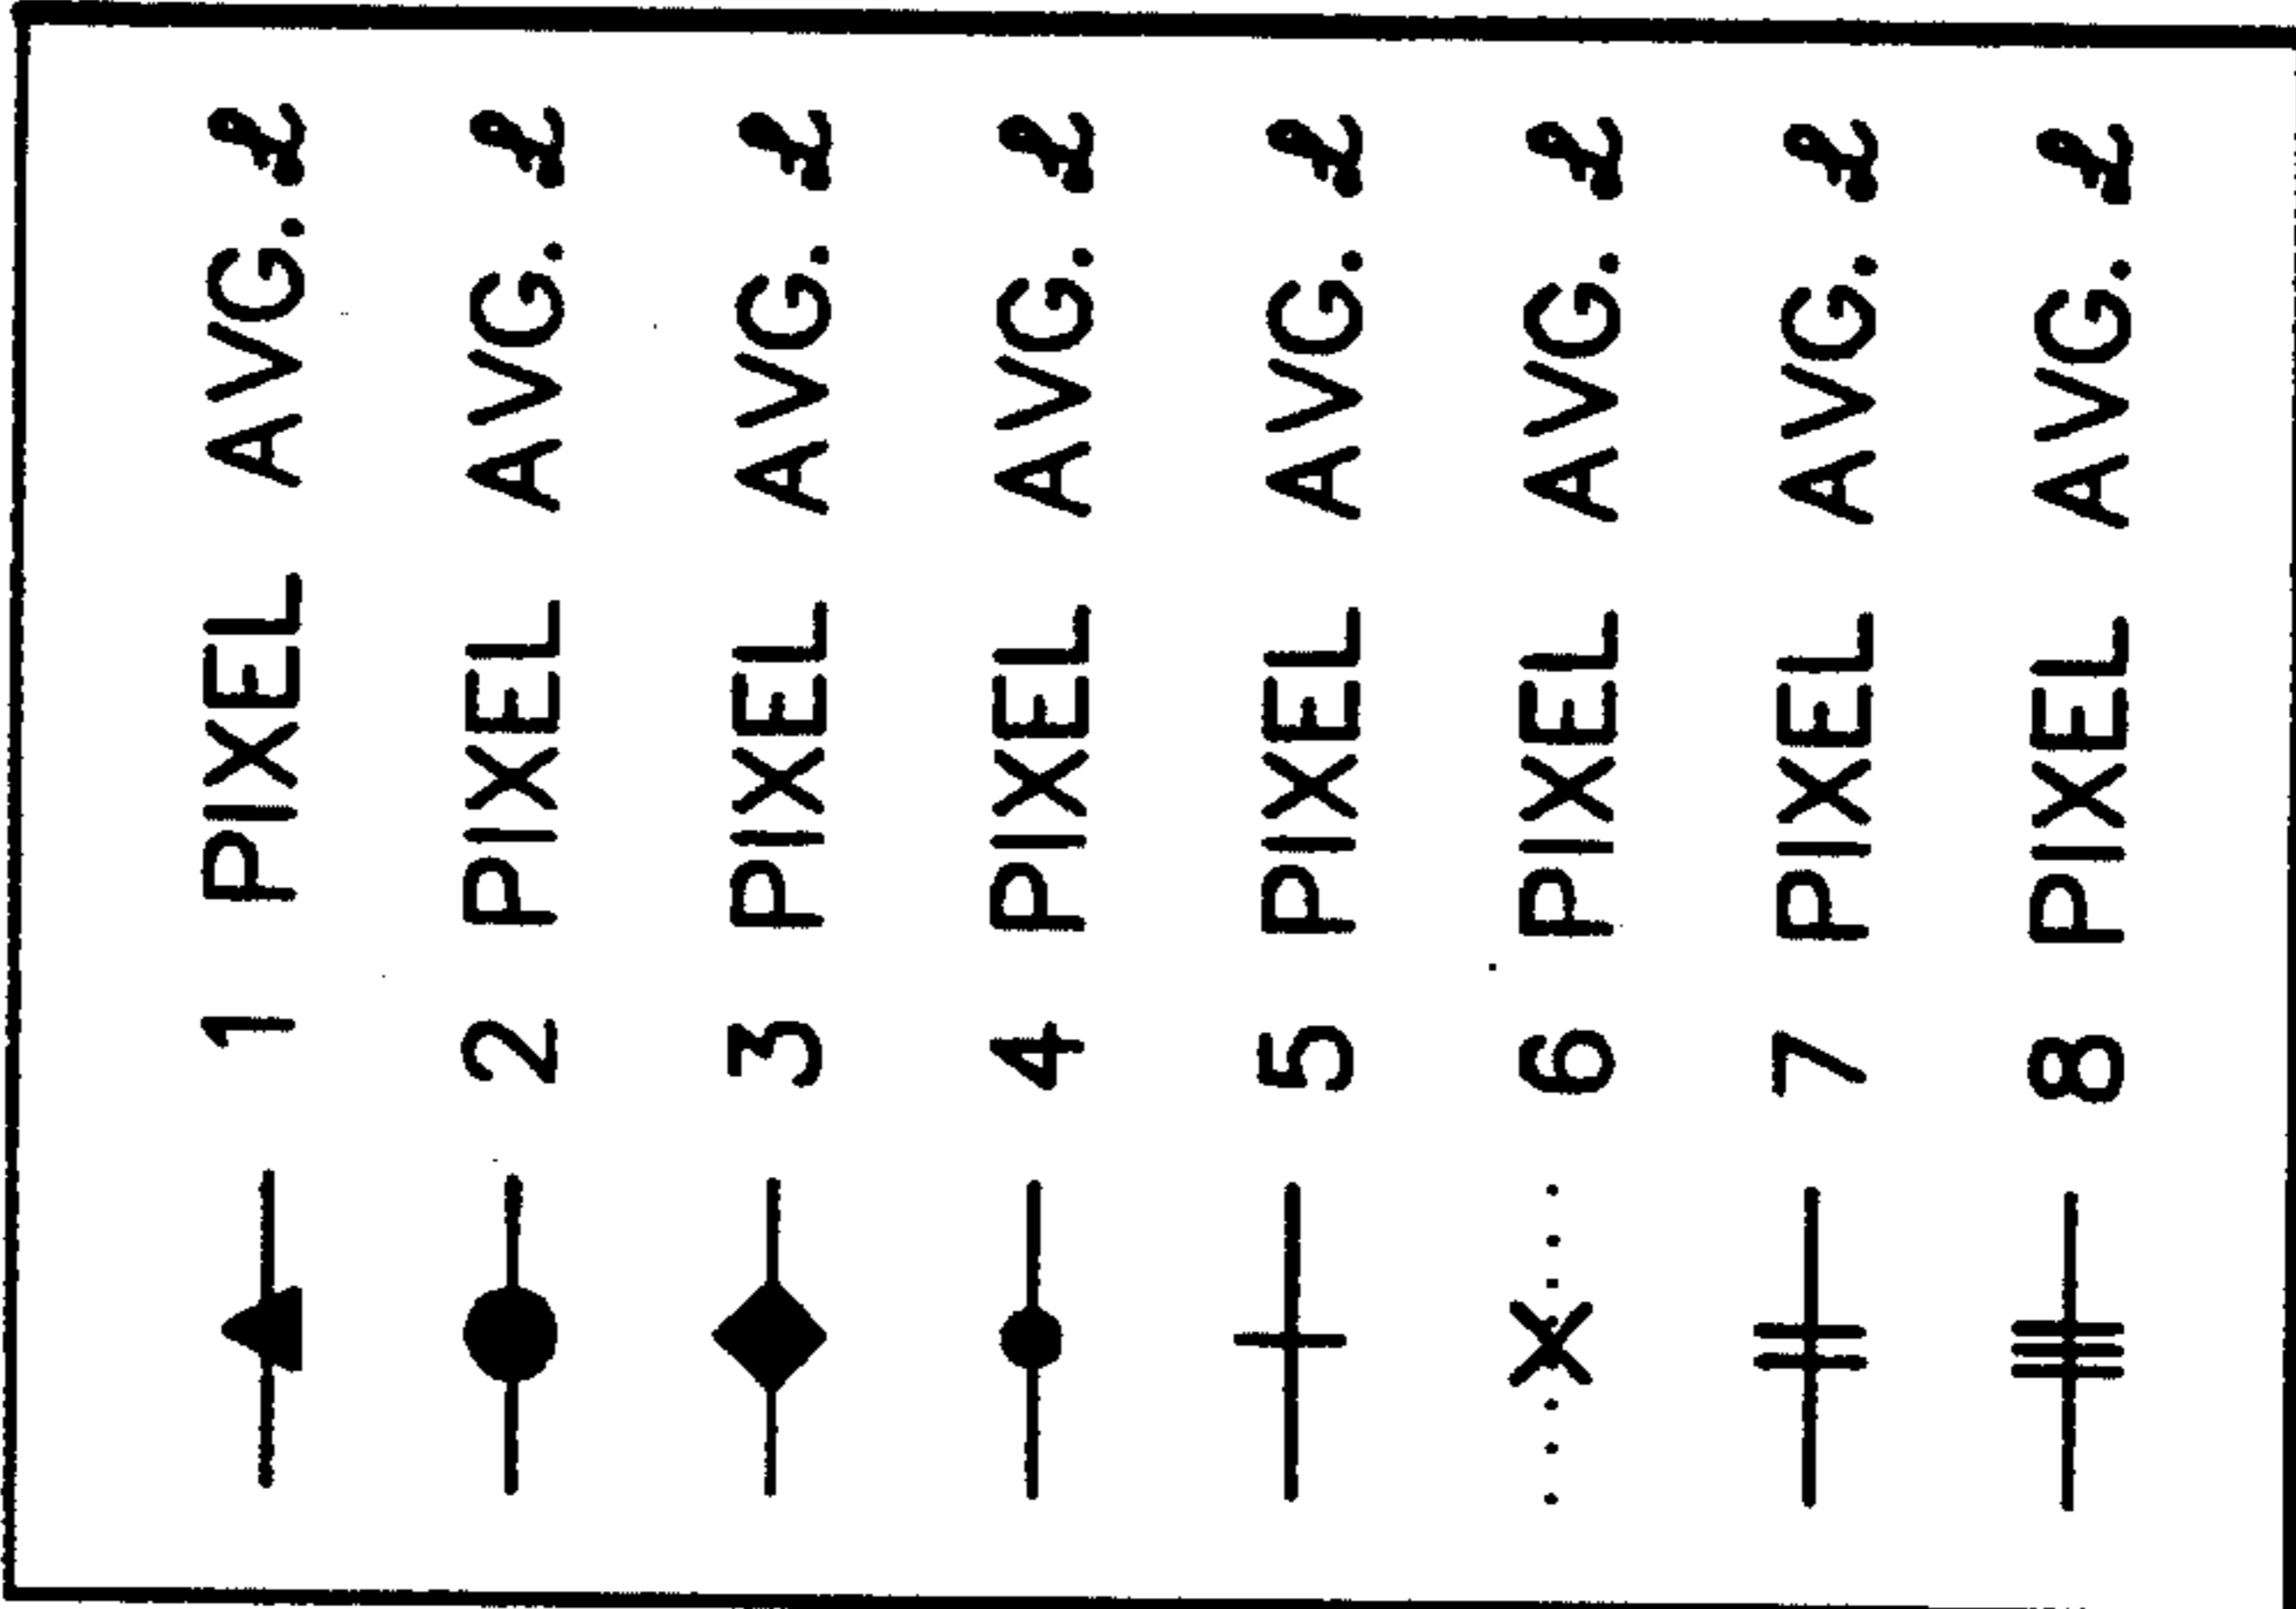 1 PIXEL AVG. ℒ
2 PIXEL AVG. ℒ
3 PIXEL AVG. ℒ
4 PIXEL AVG. ℒ
5 PIXEL AVG. ℒ
6 PIXEL AVG. ℒ
7 PIXEL AVG. ℒ
8 PIXEL AVG. ℒ